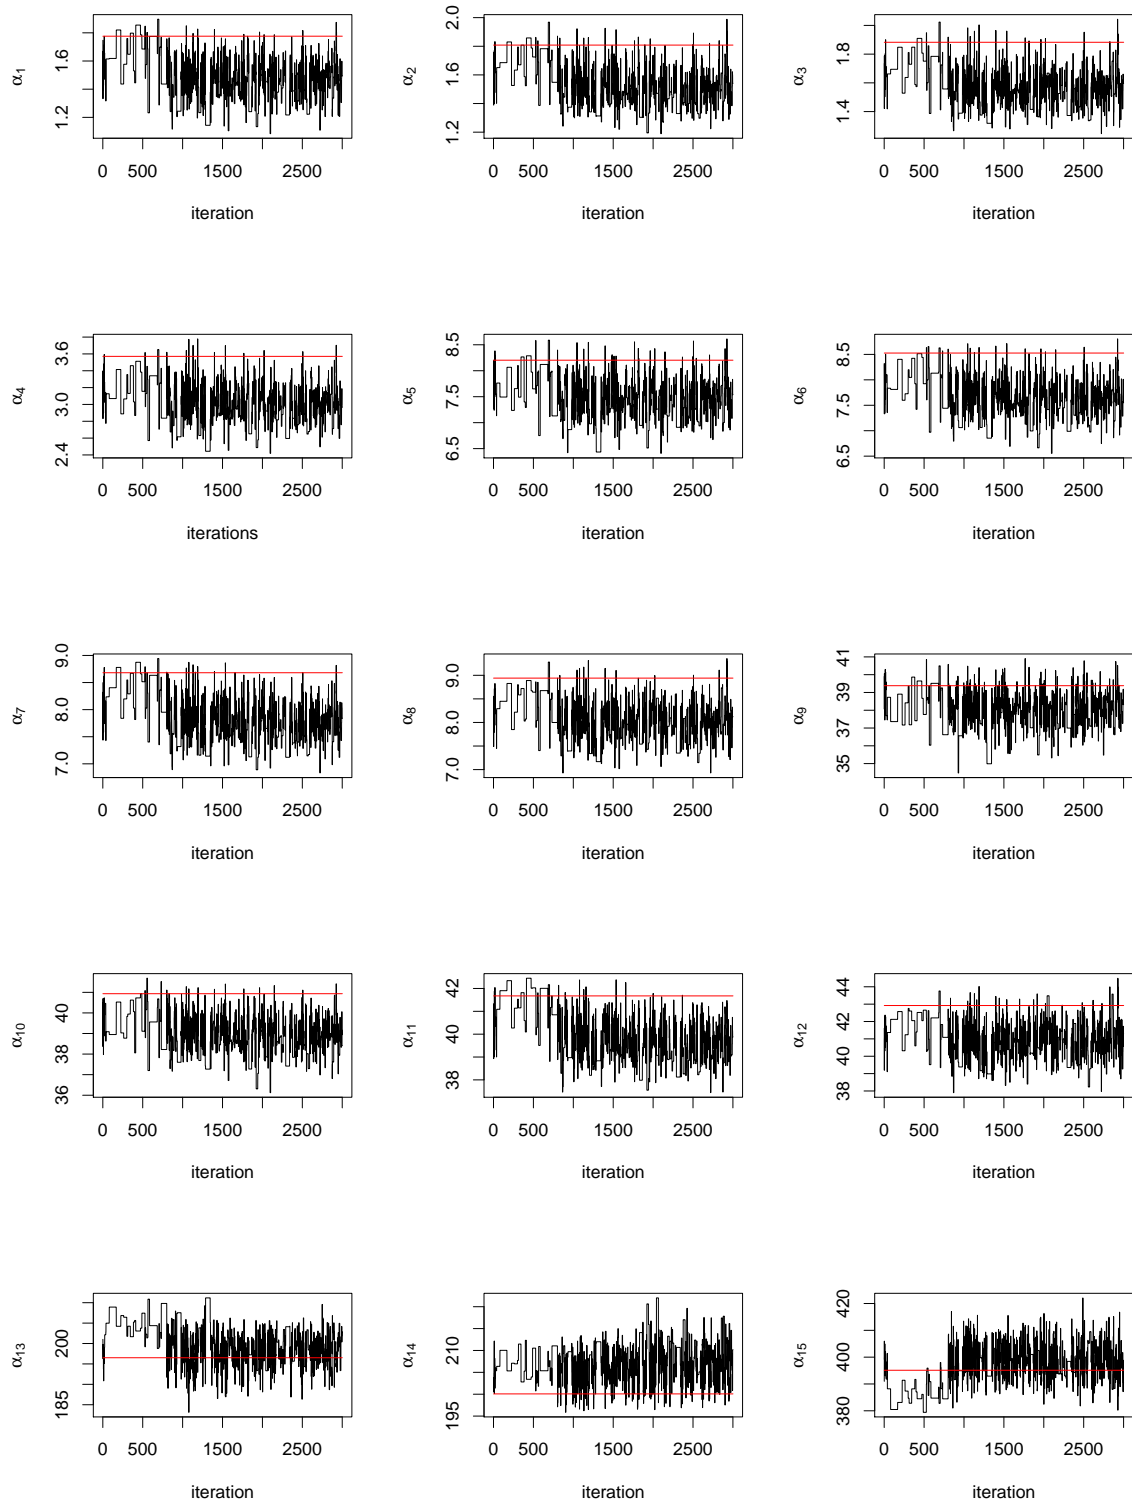 α1 1.2 1.6 0 500 1500 2500 iteration
α2 1.2 1.6 2.0 0 500 1500 2500 iteration
α3 1.4 1.8 0 500 1500 2500 iteration
α4 2.4 3.0 3.6 0 500 1500 2500 iterations
α5 6.5 7.5 8.5 0 500 1500 2500 iteration
α6 6.5 7.5 8.5 0 500 1500 2500 iteration
α7 7.0 8.0 9.0 0 500 1500 2500 iteration
α8 7.0 8.0 9.0 0 500 1500 2500 iteration
α9 35 37 39 41 0 500 1500 2500 iteration
α10 36 38 40 0 500 1500 2500 iteration
α11 38 40 42 0 500 1500 2500 iteration
α12 38 40 42 44 0 500 1500 2500 iteration
α13 185 200 0 500 1500 2500 iteration
α14 195 210 0 500 1500 2500 iteration
α15 380 400 420 0 500 1500 2500 iteration